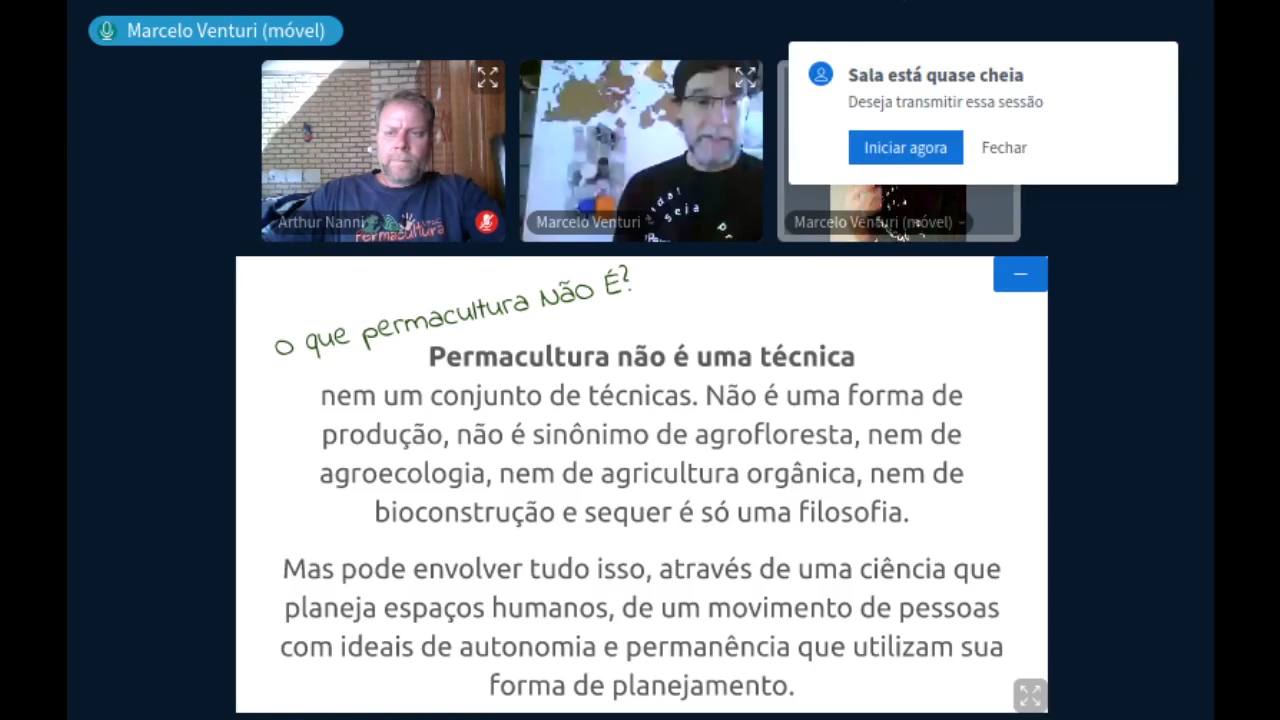 Marcelo Venturi (móvel)
Sala está quase cheia
Deseja transmitir essa sessão
Iniciar agora
Fechar
Arthur Nanni
Permacultura
Marcelo Venturi
Marcelo Venturi (móvel)
O que permacultura NÃO É?
Permacultura não é uma técnica
nem um conjunto de técnicas. Não é uma forma de
produção, não é sinônimo de agrofloresta, nem de
agroecologia, nem de agricultura orgânica, nem de
bioconstrução e sequer é só uma filosofia.
Mas pode envolver tudo isso, através de uma ciência que
planeja espaços humanos, de um movimento de pessoas
com ideais de autonomia e permanência que utilizam sua
forma de planejamento.